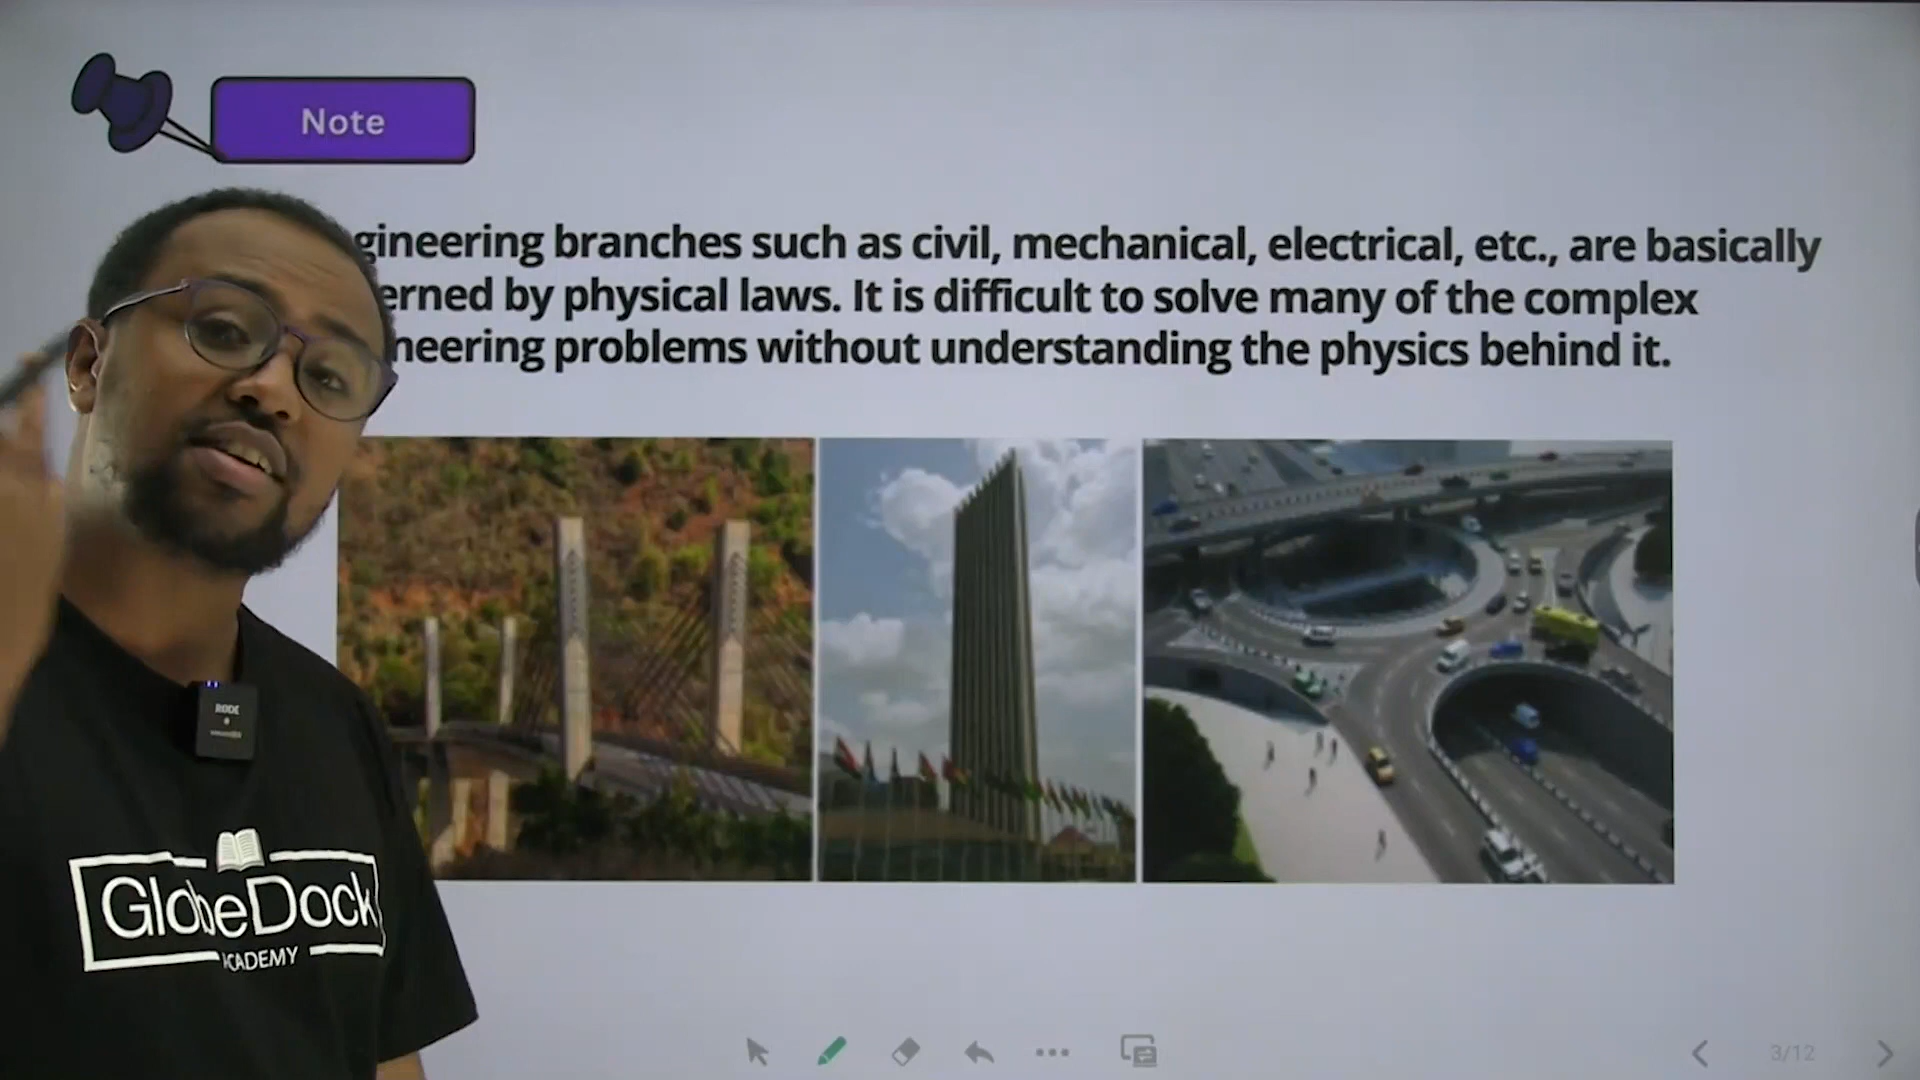 Note
gineering branches such as civil, mechanical, electrical, etc., are basically
erned by physical laws. It is difficult to solve many of the complex
neering problems without understanding the physics behind it.
RODE
GlobeDock
ACADEMY
3/12